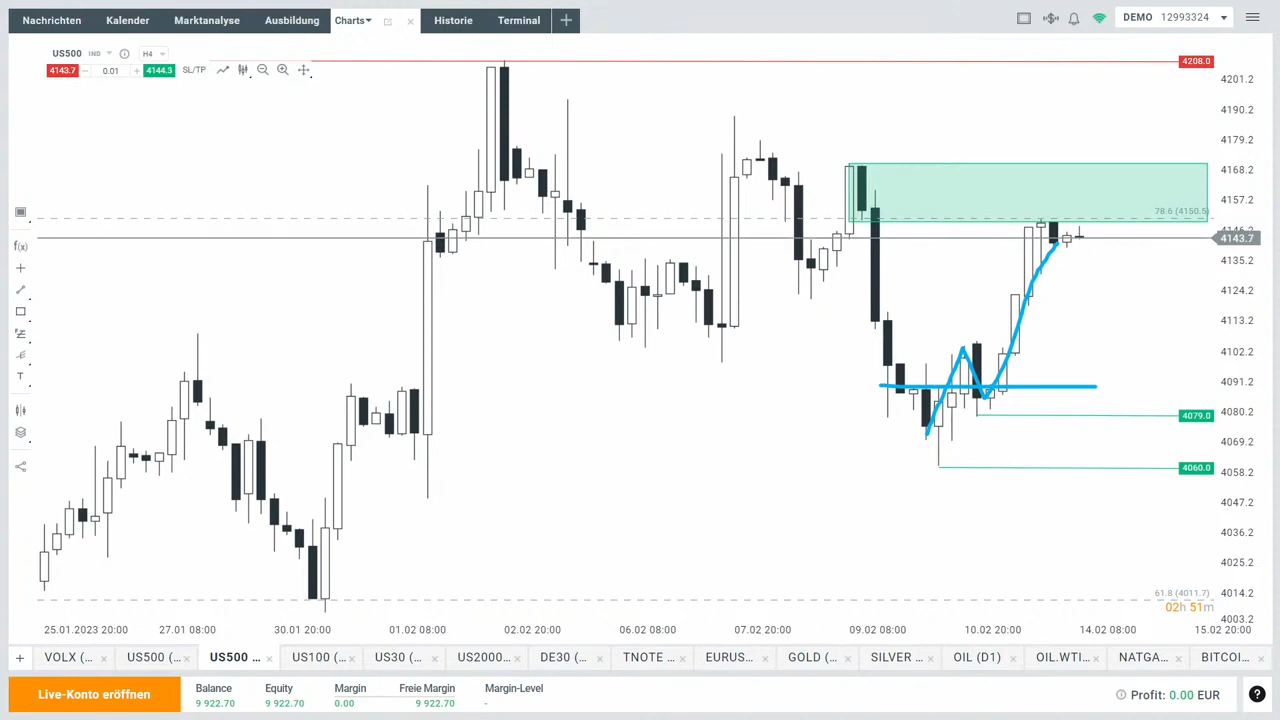 Nachrichten Kalender Marktanalyse Ausbildung Charts Historie Terminal DEMO 12993324
US500 IND H4
4143.7 0.01 4144.3 SL/TP
4208.0
4201.2
4190.2
4179.2
4168.2
4157.2
78.6 (4150.5)
4143.7
4135.2
4124.2
4113.2
4102.2
4091.2
4080.2
4079.0
4069.2
4060.0
4058.2
4047.2
4036.2
4025.2
61.8 (4011.7) 4014.2
02h 51m
4003.2
f(x)
T
25.01.2023 20:00 27.01 08:00 30.01 20:00 01.02 08:00 02.02 20:00 06.02 08:00 07.02 20:00 09.02 08:00 10.02 20:00 14.02 08:00 15.02 20:00
VOLX (... US500 (... US500 ... US100 (... US30 (... US2000... DE30 (... TNOTE ... EURUS... GOLD (... SILVER ... OIL (D1) OIL.WTI... NATGA... BITCOI...
Live-Konto eröffnen
Balance Equity Margin Freie Margin Margin-Level
9 922.70 9 922.70 0.00 9 922.70 -
Profit: 0.00 EUR